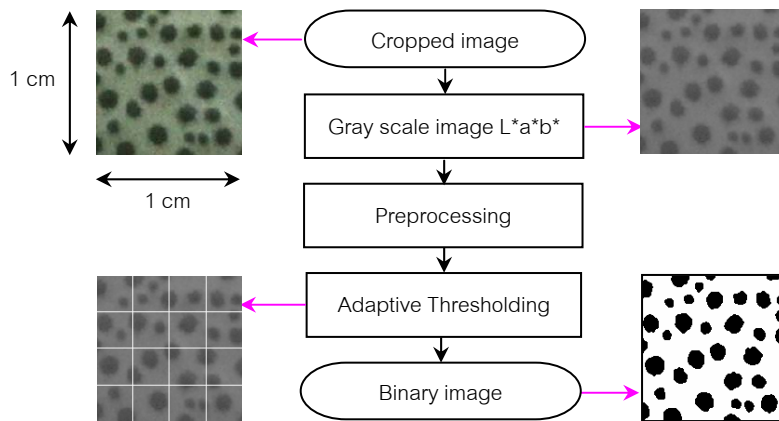 Cropped image
1 cm
Gray scale image L*a*b*
1 cm
Preprocessing
Adaptive Thresholding
Binary image